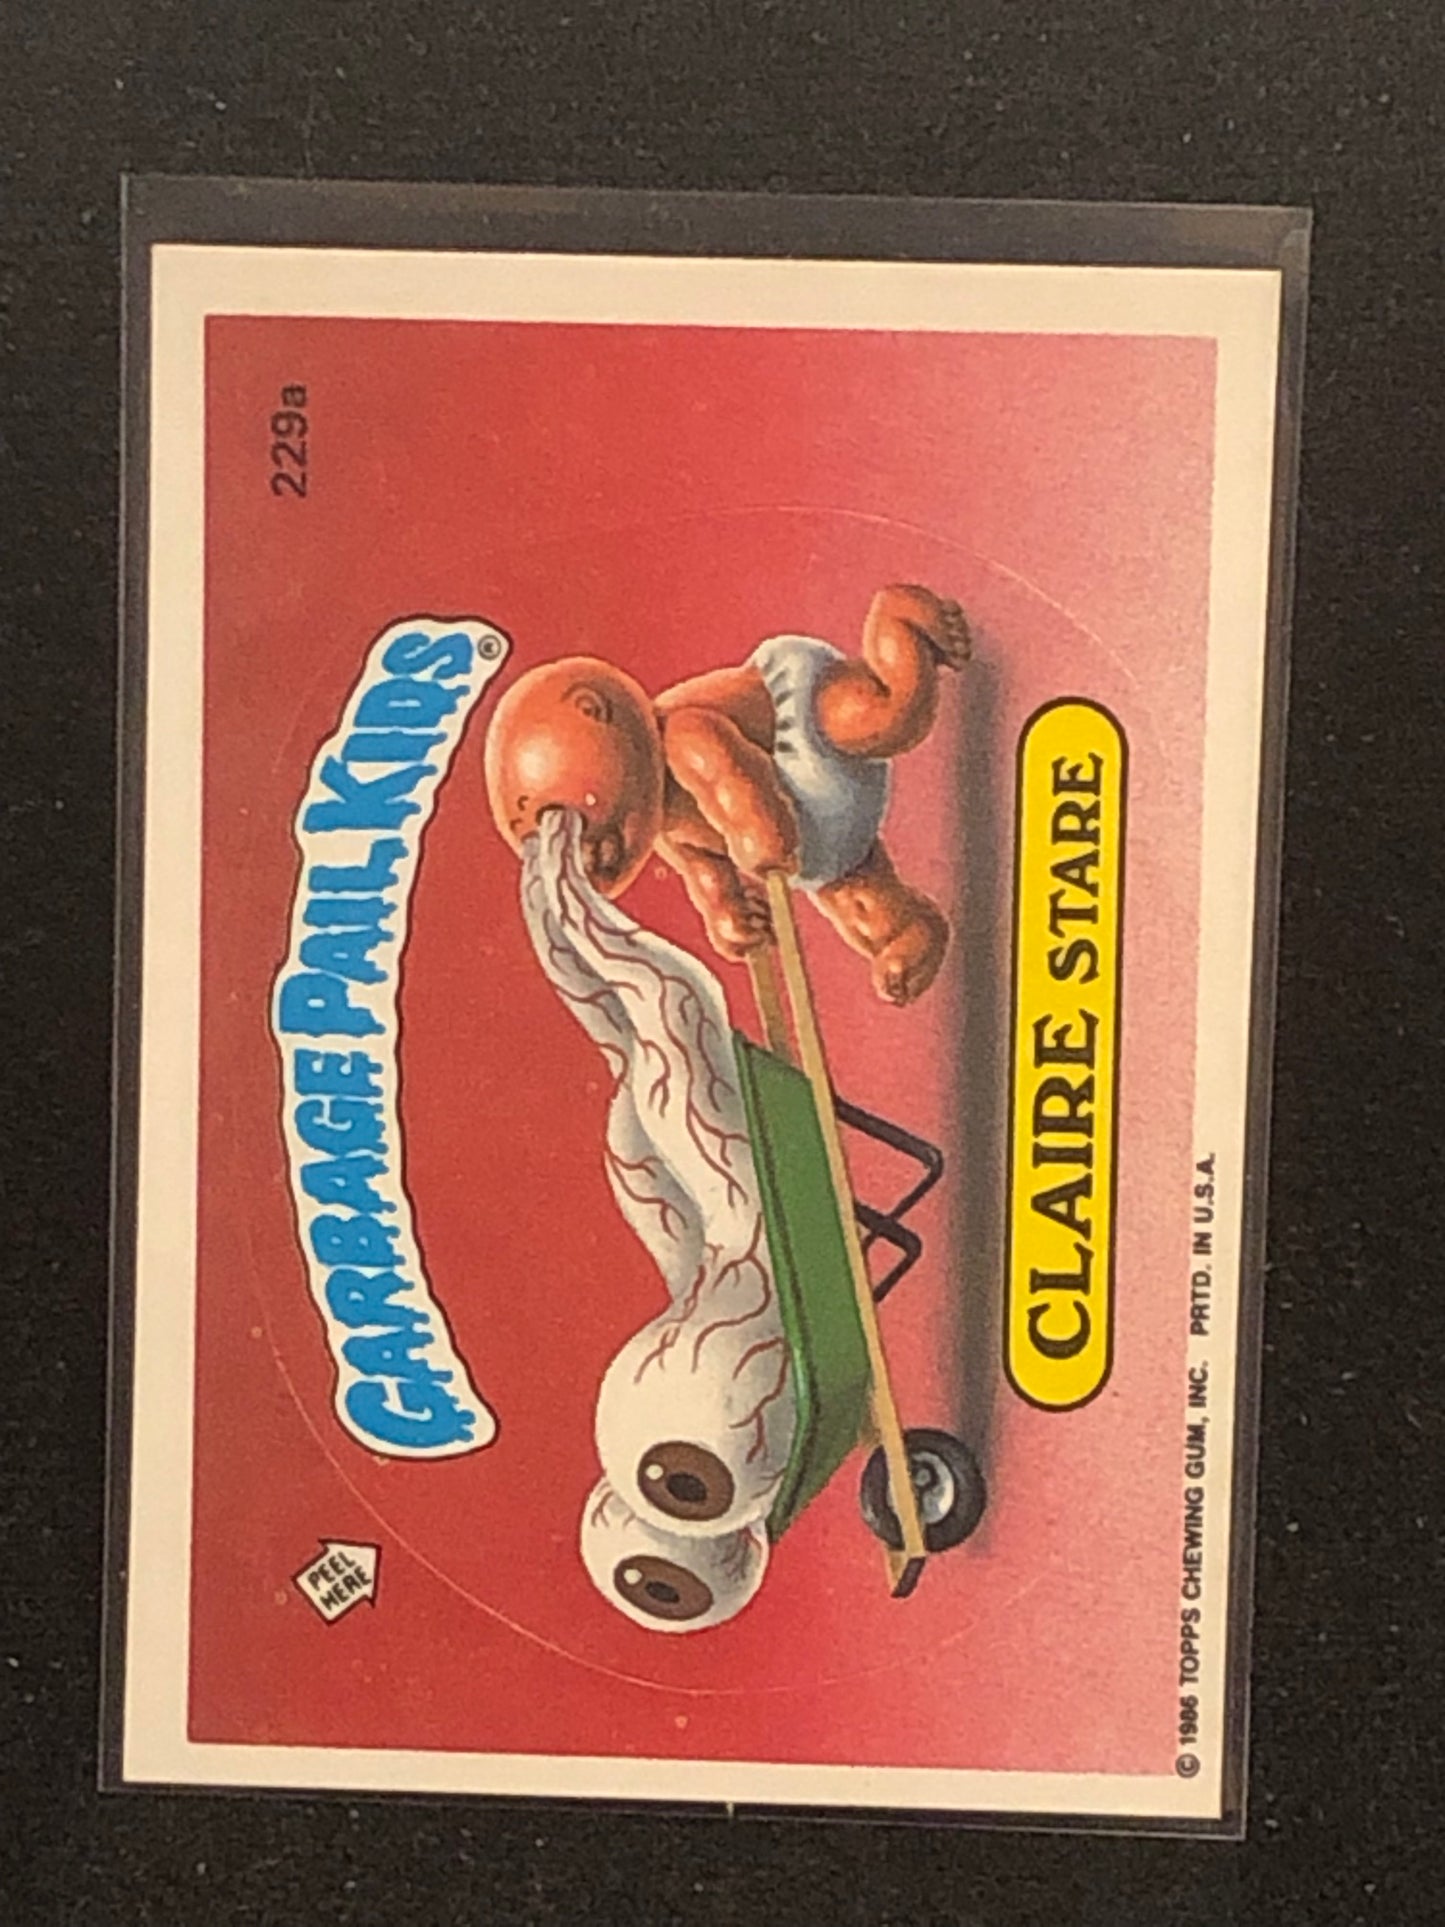 229a
PEEL
HERE
GARBAGE PAIL KIDS®
CLAIRE STARE
© 1986 TOPPS CHEWING GUM, INC. PRTD. IN U.S.A.